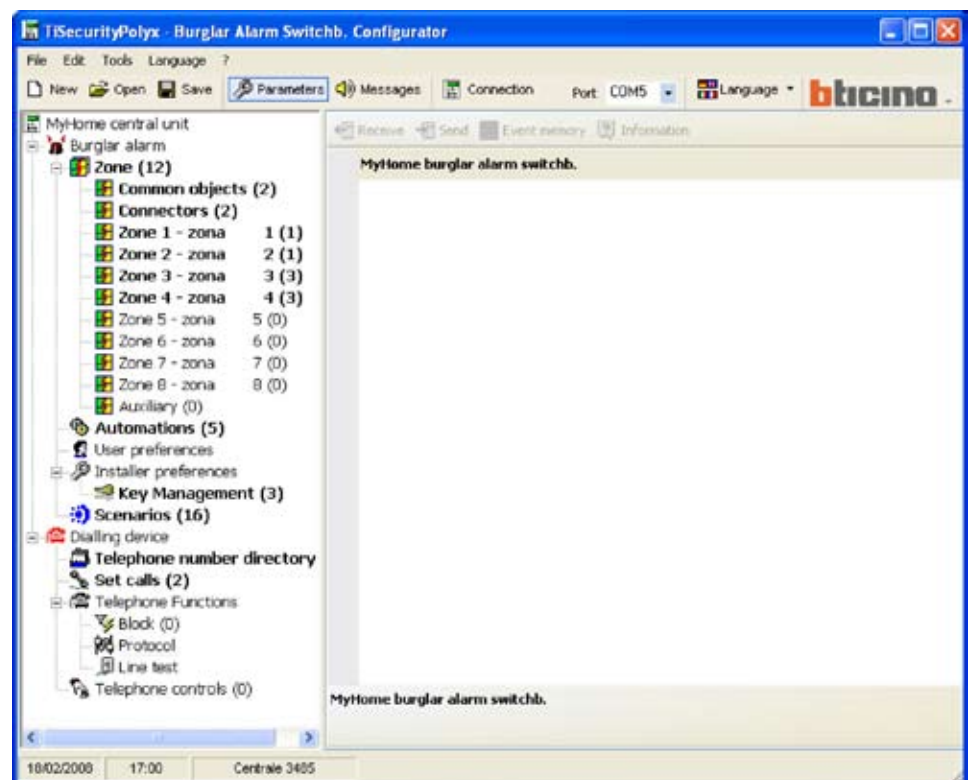 TiSecurityPolyx - Burglar Alarm Switchb. Configurator
File Edit Tools Language ?
New Open Save Parameters Messages Connection Port COM5 Language bticino
MyHome central unit
Burglar alarm
Zone (12)
Common objects (2)
Connectors (2)
Zone 1 - zona 1 (1)
Zone 2 - zona 2 (1)
Zone 3 - zona 3 (3)
Zone 4 - zona 4 (3)
Zone 5 - zona 5 (0)
Zone 6 - zona 6 (0)
Zone 7 - zona 7 (0)
Zone 8 - zona 8 (0)
Auxiliary (0)
Automations (5)
User preferences
Installer preferences
Key Management (3)
Scenarios (16)
Dialling device
Telephone number directory
Set calls (2)
Telephone Functions
Block (0)
Protocol
Line test
Telephone controls (0)
Receive Send Event memory Information
MyHome burglar alarm switchb.
MyHome burglar alarm switchb.
18/02/2008 17:00 Centrale 3485